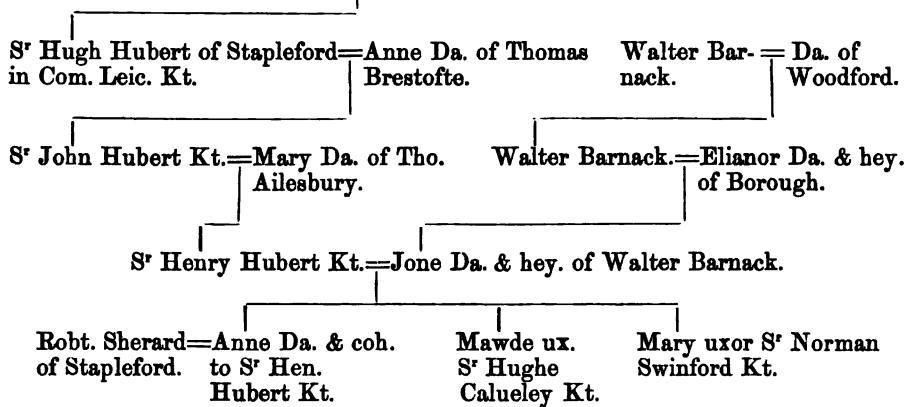 Sʳ Hugh Hubert of Stapleford=Anne Da. of Thomas Walter Bar-= Da. of
in Com. Leic. Kt. Brestofte. nack. Woodford.
Sʳ John Hubert Kt.=Mary Da. of Tho. Walter Barnack.=Elianor Da. & hey.
Ailesbury. of Borough.
Sʳ Henry Hubert Kt.=Jone Da. & hey. of Walter Barnack.
Robt. Sherard=Anne Da. & coh. Mawde ux. Mary uxor Sʳ Norman
of Stapleford. to Sʳ Hen. Sʳ Hughe Swinford Kt.
Hubert Kt. Calueley Kt.